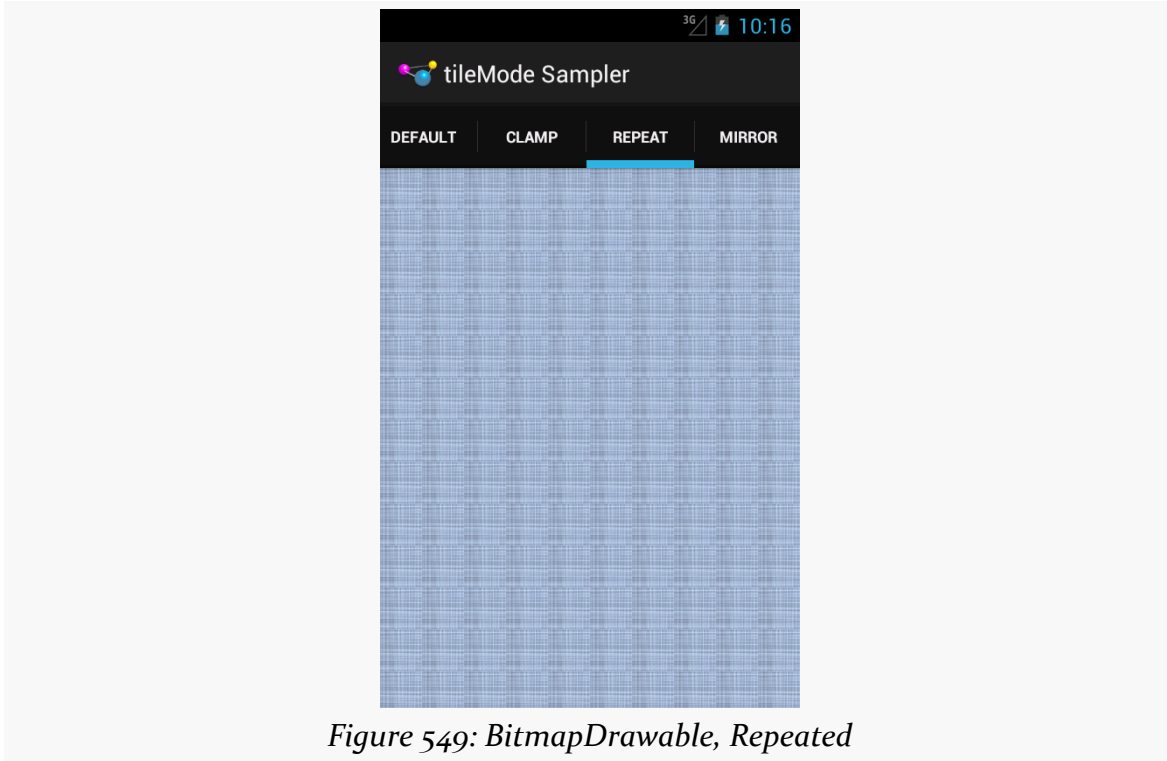 3G 10:16
tileMode Sampler
DEFAULT CLAMP REPEAT MIRROR
Figure 549: BitmapDrawable, Repeated